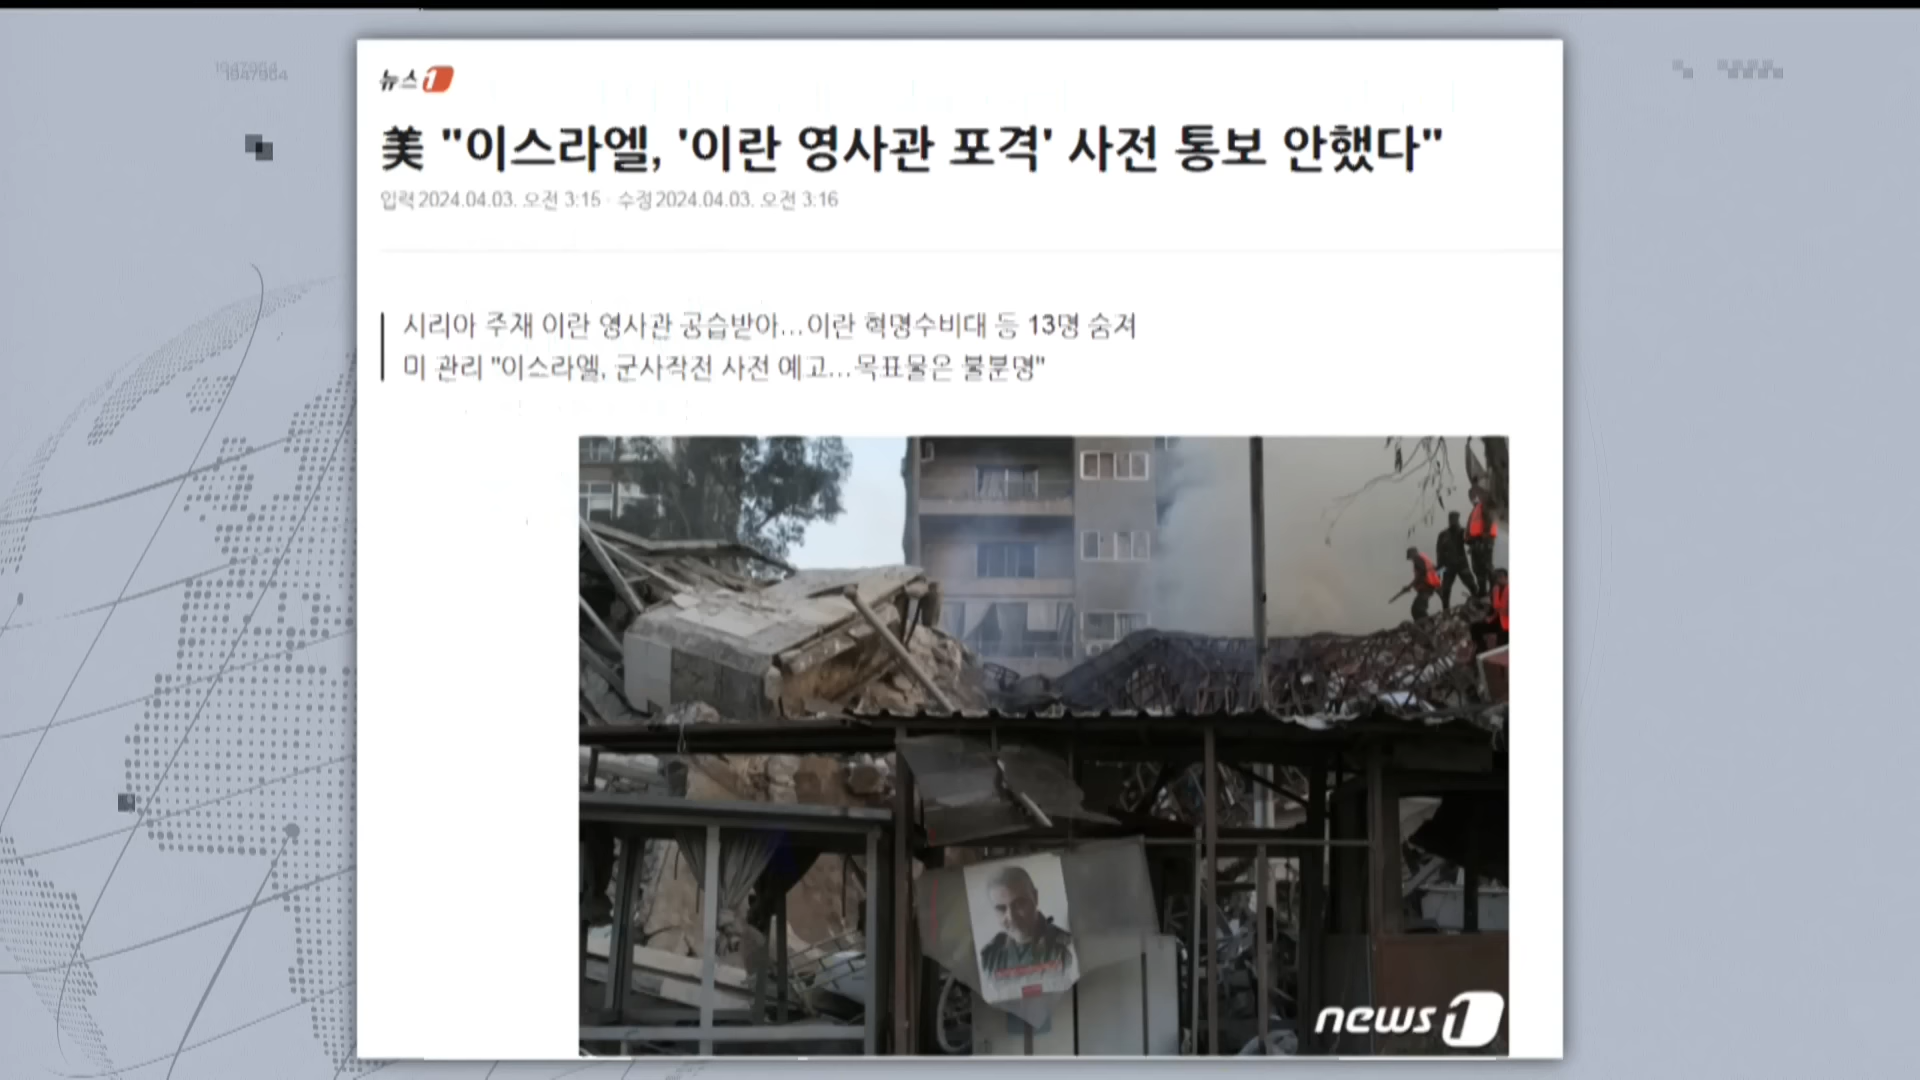 1947964
1947964
뉴스1
美 "이스라엘, '이란 영사관 포격' 사전 통보 안했다"
입력 2024.04.03. 오전 3:15 · 수정 2024.04.03. 오전 3:16
시리아 주재 이란 영사관 공습받아...이란 혁명수비대 등 13명 숨져
미 관리 "이스라엘, 군사작전 사전 예고...목표물은 불분명"
news1